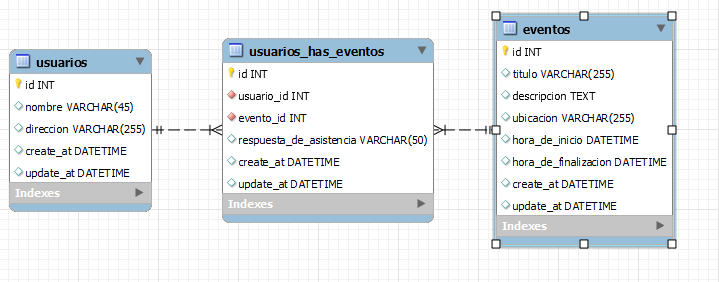 usuarios
id INT
nombre VARCHAR(45)
direccion VARCHAR(255)
create_at DATETIME
update_at DATETIME
Indexes
usuarios_has_eventos
id INT
usuario_id INT
evento_id INT
respuesta_de_asistencia VARCHAR(50)
create_at DATETIME
update_at DATETIME
Indexes
eventos
id INT
titulo VARCHAR(255)
descripcion TEXT
ubicacion VARCHAR(255)
hora_de_inicio DATETIME
hora_de_finalizacion DATETIME
create_at DATETIME
update_at DATETIME
Indexes